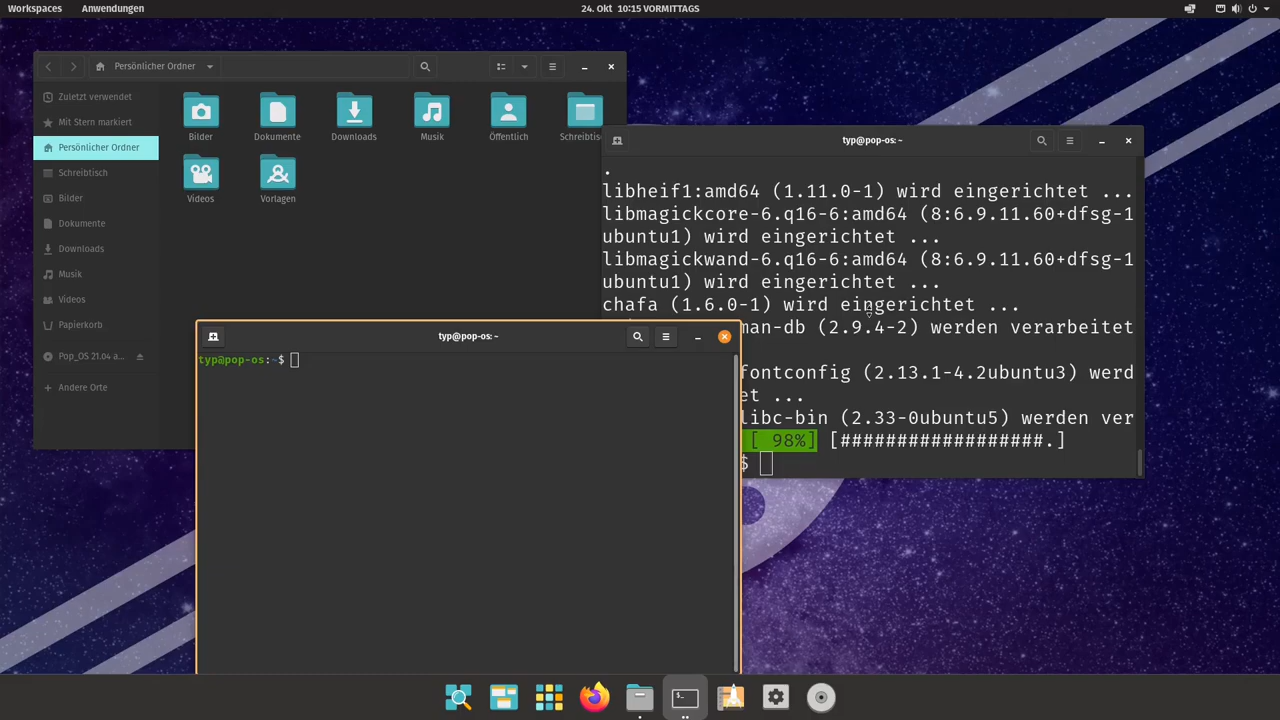 Workspaces Anwendungen 24. Okt 10:15 VORMITTAGS
Persönlicher Ordner
Zuletzt verwendet
Mit Stern markiert
Persönlicher Ordner
Schreibtisch
Bilder
Dokumente
Downloads
Musik
Videos
Papierkorb
Pop_OS 21.04 a...
Andere Orte
Bilder Dokumente Downloads Musik Öffentlich Schreibtis...
Videos Vorlagen
typ@pop-os: ~
.
libheif1:amd64 (1.11.0-1) wird eingerichtet ...
libmagickcore-6.q16-6:amd64 (8:6.9.11.60+dfsg-1
ubuntu1) wird eingerichtet ...
libmagickwand-6.q16-6:amd64 (8:6.9.11.60+dfsg-1
ubuntu1) wird eingerichtet ...
chafa (1.6.0-1) wird eingerichtet ...
man-db (2.9.4-2) werden verarbeitet
fontconfig (2.13.1-4.2ubuntu3) werd
et ...
libc-bin (2.33-0ubuntu5) werden ver
[ 98%] [##################.]
$
typ@pop-os: ~
typ@pop-os:~$